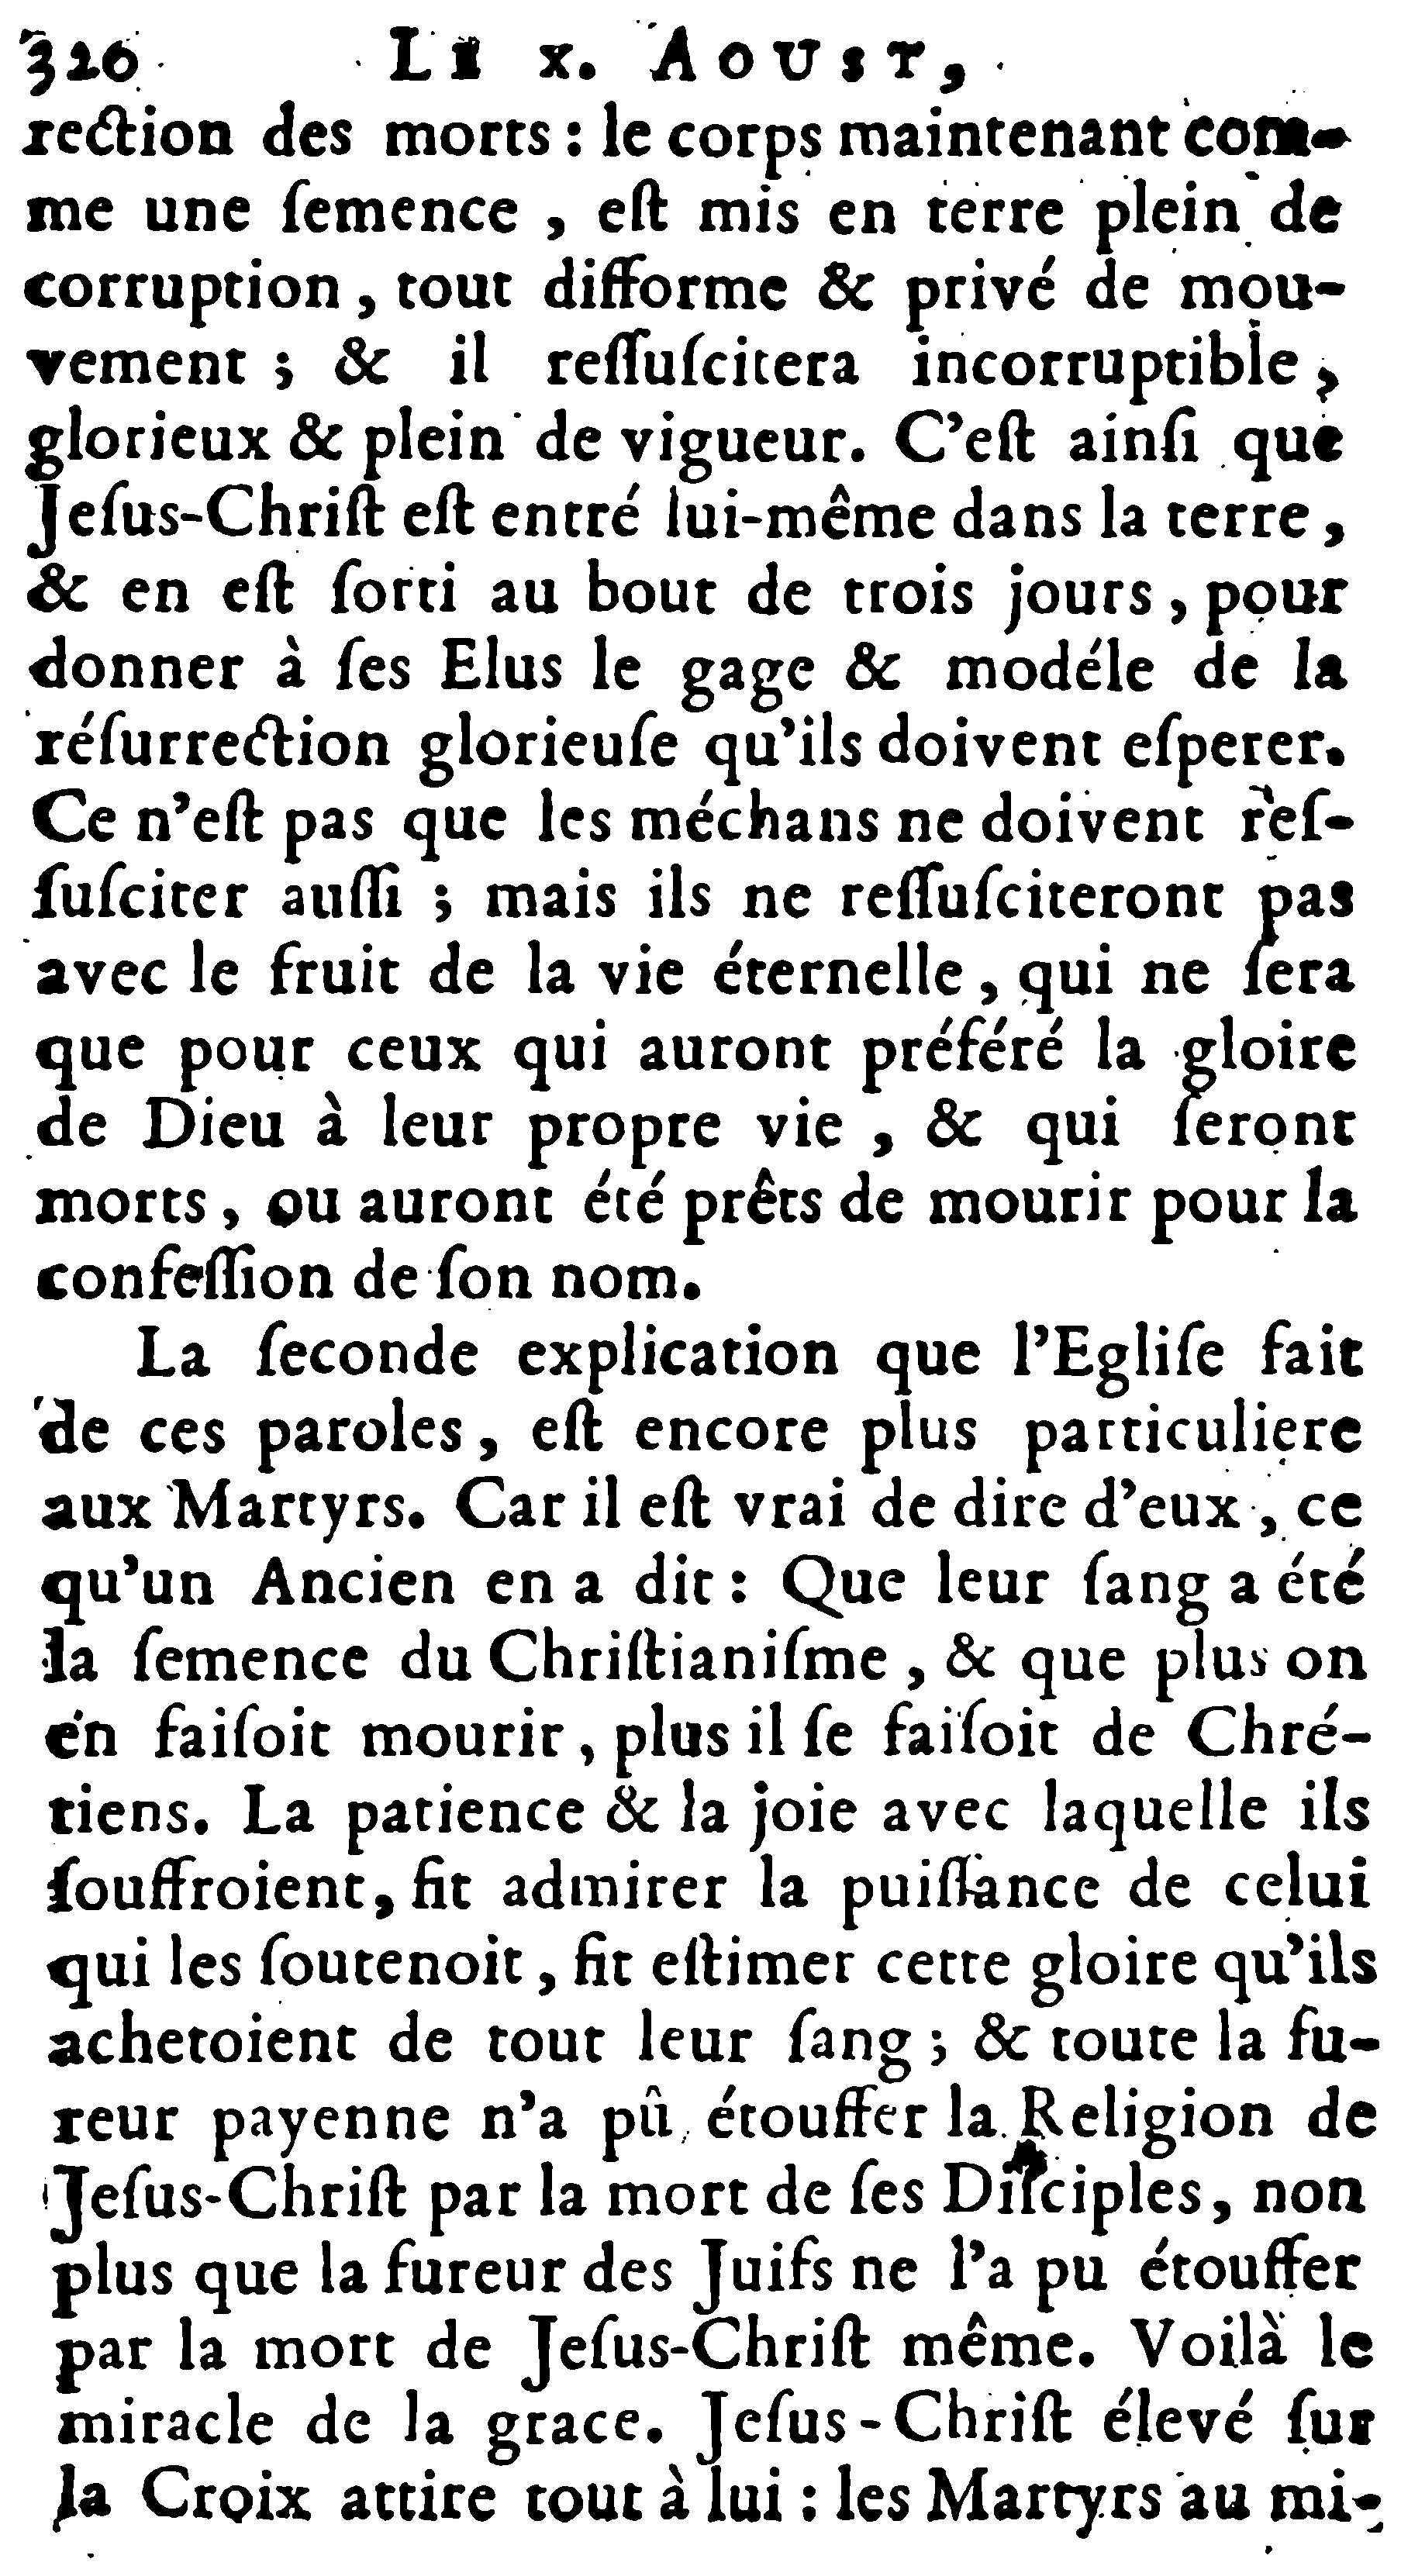 320 LE X. AOUST,
rection des morts : le corps maintenant com-
me une ſemence , eſt mis en terre plein de
corruption , tout difforme & privé de mou-
vement ; & il reſſuſcitera incorruptible ,
glorieux & plein de vigueur. C'eſt ainſi que
Jeſus-Chriſt eſt entré lui-même dans la terre ,
& en eſt ſorti au bout de trois jours , pour
donner à ſes Elus le gage & modéle de la
réſurrection glorieuſe qu'ils doivent eſperer.
Ce n'eſt pas que les méchans ne doivent reſ-
ſuſciter auſſi ; mais ils ne reſſuſciteront pas
avec le fruit de la vie éternelle , qui ne ſera
que pour ceux qui auront préféré la gloire
de Dieu à leur propre vie , & qui ſeront
morts , ou auront été prêts de mourir pour la
confeſſion de ſon nom.
La ſeconde explication que l'Egliſe fait
de ces paroles , eſt encore plus particuliere
aux Martyrs. Car il eſt vrai de dire d'eux , ce
qu'un Ancien en a dit : Que leur ſang a été
la ſemence du Chriſtianiſme , & que plus on
en faiſoit mourir , plus il ſe faiſoit de Chré-
tiens. La patience & la joie avec laquelle ils
ſouffroient, fit admirer la puiſſance de celui
qui les ſoutenoit , fit eſtimer cette gloire qu'ils
achetoient de tout leur ſang ; & toute la fu-
reur payenne n'a pû étouffer la Religion de
Jeſus-Chriſt par la mort de ſes Diſciples, non
plus que la fureur des Juifs ne l'a pu étouffer
par la mort de Jeſus-Chriſt même. Voilà le
miracle de la grace. Jeſus-Chriſt élevé ſur
la Croix attire tout à lui : les Martyrs au mi-